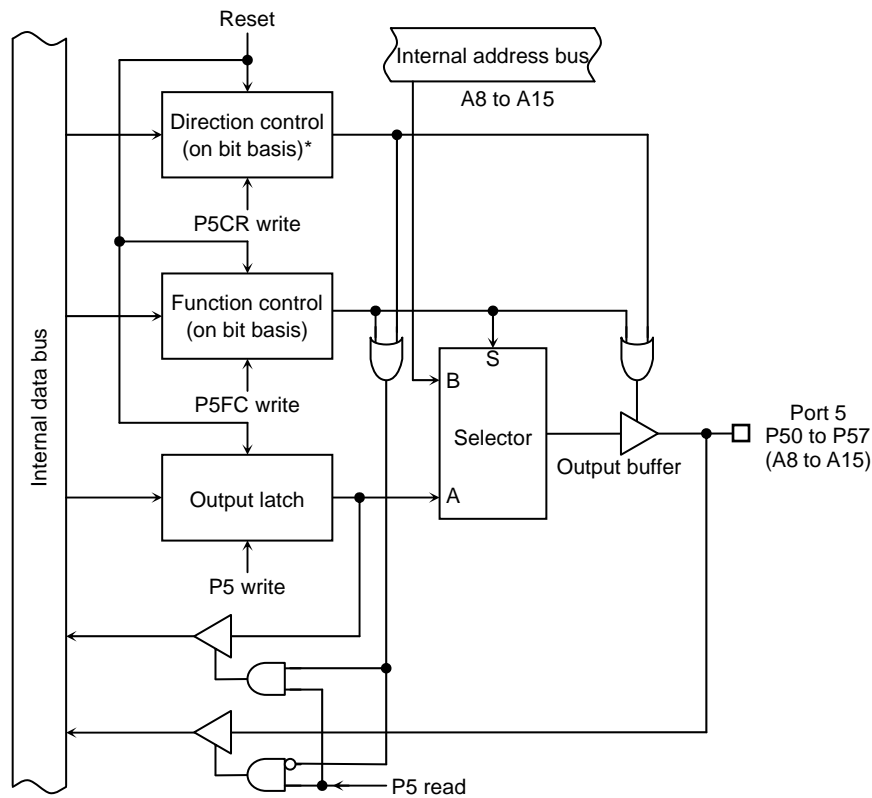 Reset
Internal address bus
A8 to A15
Direction control
(on bit basis)*
P5CR write
Function control
(on bit basis)
S
B
P5FC write
Internal data bus
Selector
Port 5
P50 to P57
(A8 to A15)
Output buffer
Output latch
A
P5 write
P5 read